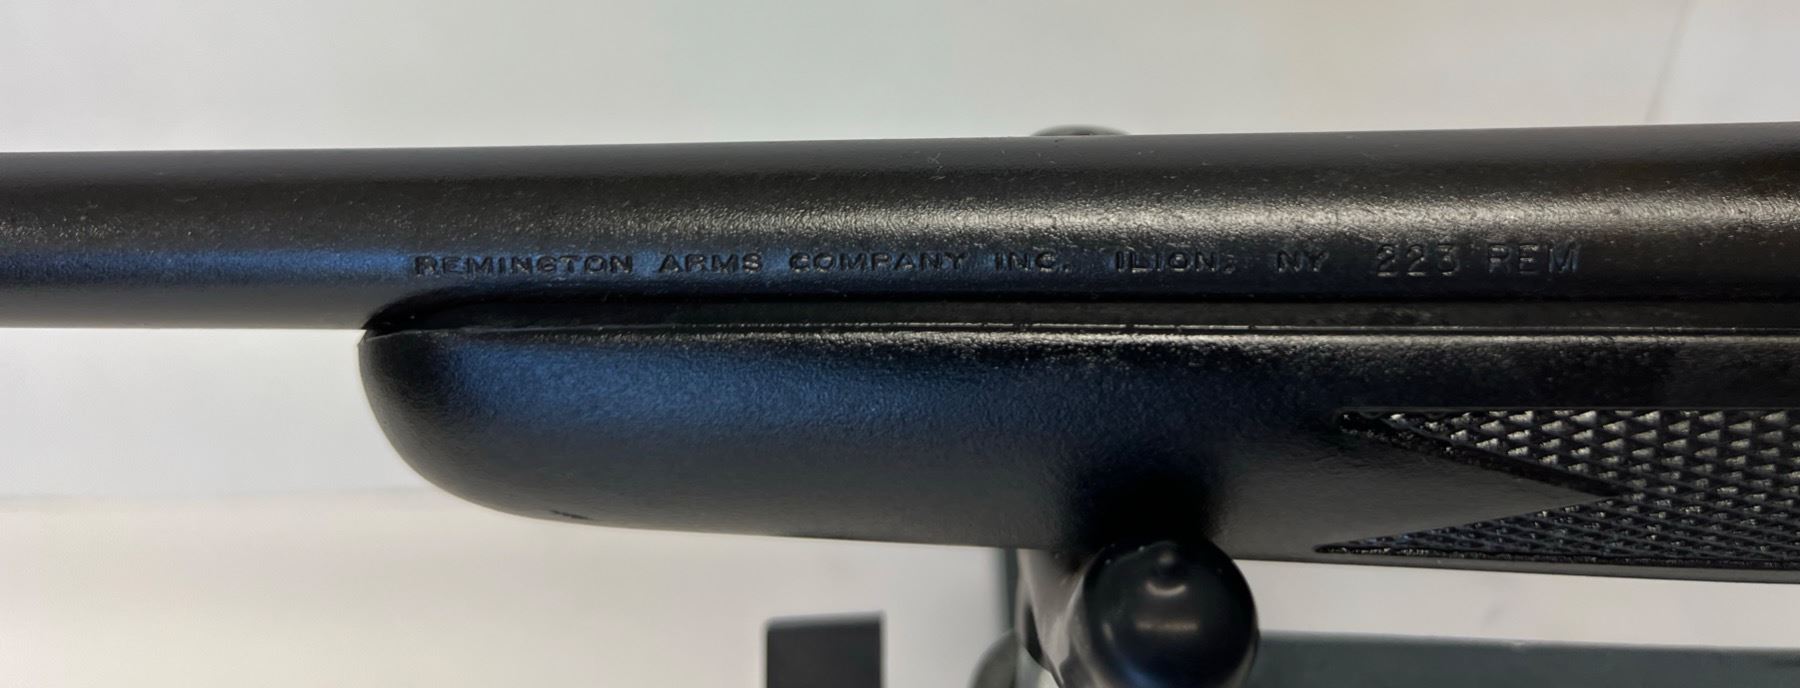 REMINGTON ARMS COMPANY INC. ILION, NY 223 REM